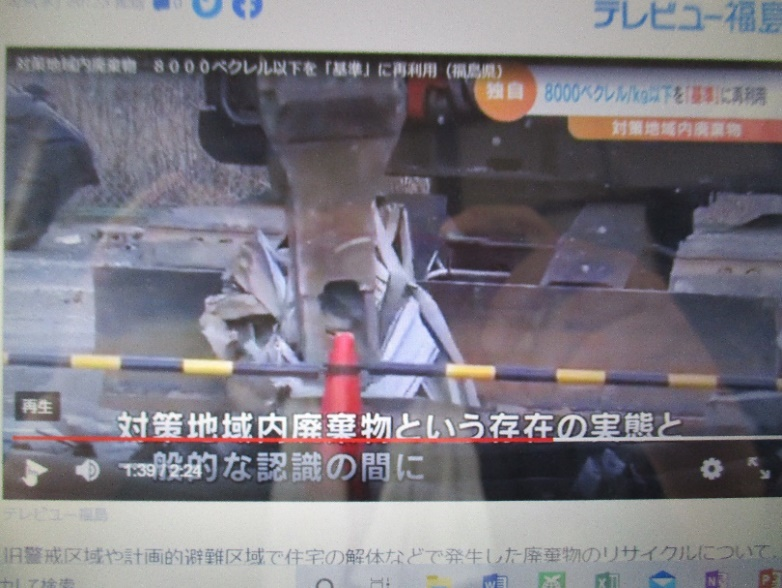 テレビュー福島
対策地域内廃棄物 8000ベクレル以下を「基準」に再利用(福島県)
独自
8000ベクレル/kg以下を「基準」に再利用
対策地域内廃棄物
再生
対策地域内廃棄物という存在の実態と
一般的な認識の間に
1:39 / 2:24
テレビュー福島
旧警戒区域や計画的避難区域で住宅の解体などで発生した廃棄物のリサイクルについて、
力して検索